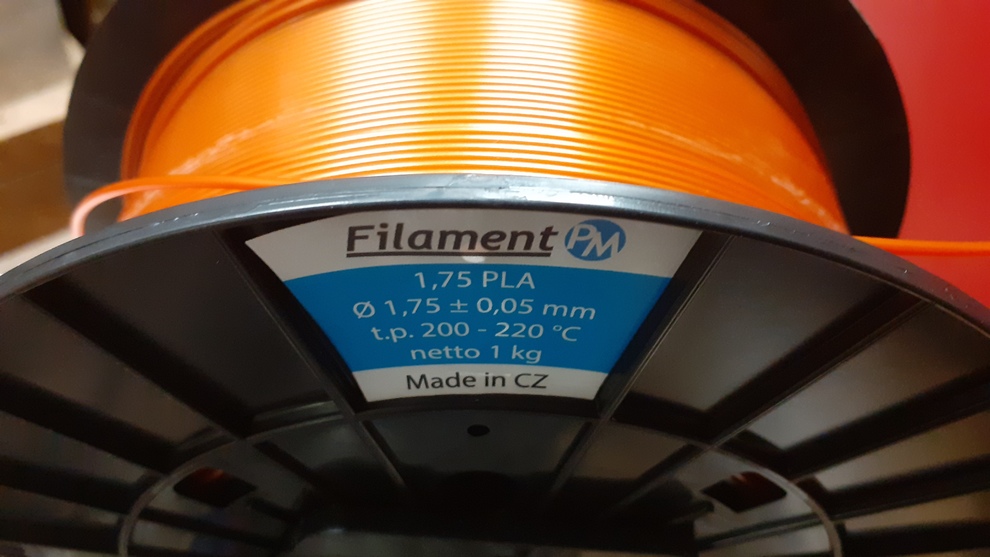 Filament PM
1,75 PLA
Ø 1,75 ± 0,05 mm
t.p. 200 - 220 °C
netto 1 kg
Made in CZ